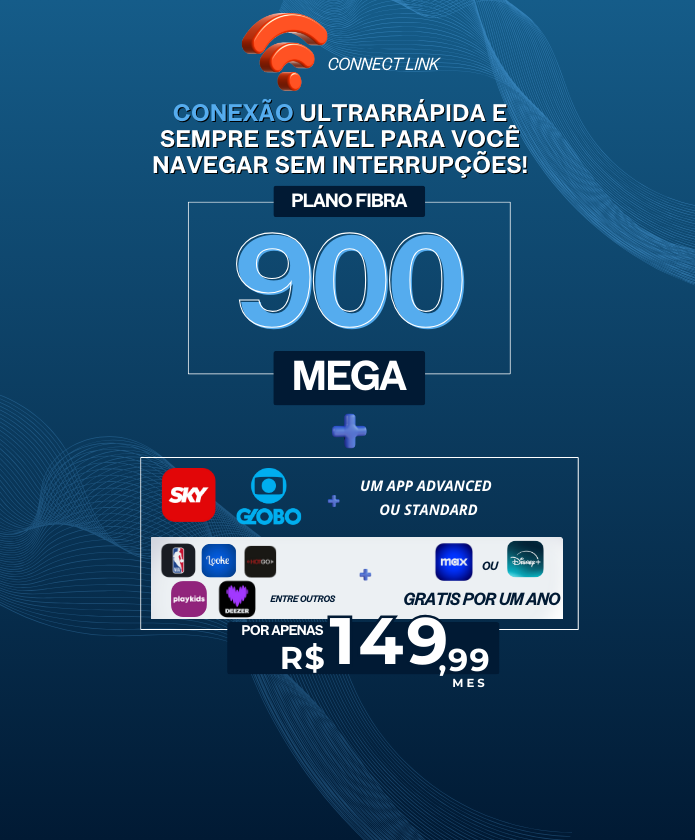 CONNECT LINK
CONEXÃO ULTRARRÁPIDA E
SEMPRE ESTÁVEL PARA VOCÊ
NAVEGAR SEM INTERRUPÇÕES!
PLANO FIBRA
900
MEGA
SKY
GLOBO
UM APP ADVANCED
OU STANDARD
NBA
looke
playkids
DEEZER
ENTRE OUTROS
max
OU
Disney+
GRATIS POR UM ANO
POR APENAS
R$ 149,99
MES